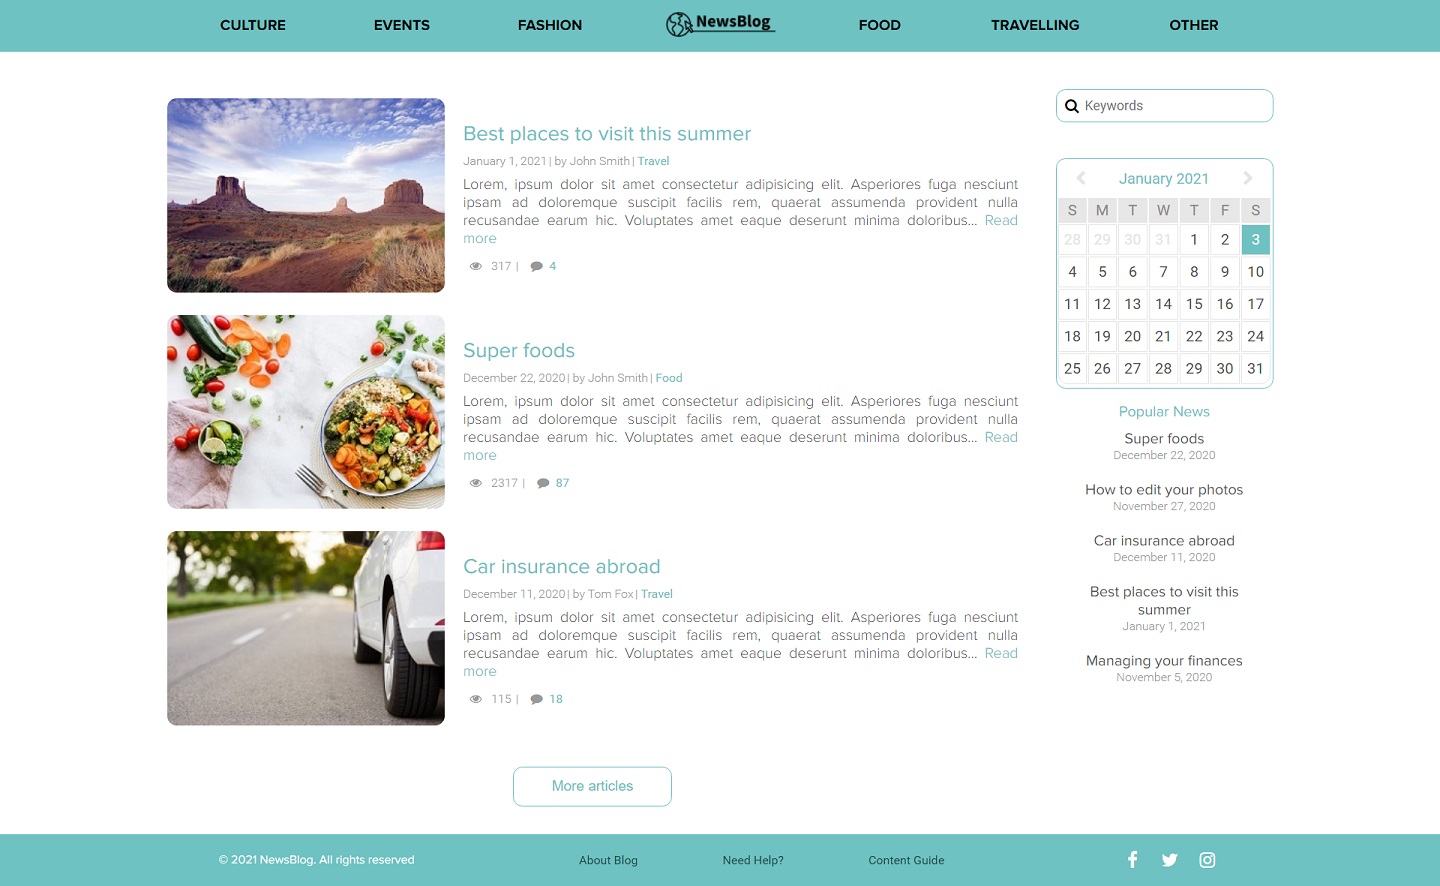 CULTURE EVENTS FASHION NewsBlog FOOD TRAVELLING OTHER
Best places to visit this summer
January 1, 2021 | by John Smith | Travel
Lorem, ipsum dolor sit amet consectetur adipisicing elit. Asperiores fuga nesciunt
ipsam ad doloremque suscipit facilis rem, quaerat assumenda provident nulla
recusandae earum hic. Voluptates amet eaque deserunt minima doloribus... Read
more
317 | 4
Super foods
December 22, 2020 | by John Smith | Food
Lorem, ipsum dolor sit amet consectetur adipisicing elit. Asperiores fuga nesciunt
ipsam ad doloremque suscipit facilis rem, quaerat assumenda provident nulla
recusandae earum hic. Voluptates amet eaque deserunt minima doloribus... Read
more
2317 | 87
Car insurance abroad
December 11, 2020 | by Tom Fox | Travel
Lorem, ipsum dolor sit amet consectetur adipisicing elit. Asperiores fuga nesciunt
ipsam ad doloremque suscipit facilis rem, quaerat assumenda provident nulla
recusandae earum hic. Voluptates amet eaque deserunt minima doloribus... Read
more
115 | 18
More articles
Keywords
January 2021
S M T W T F S
28 29 30 31 1 2 3
4 5 6 7 8 9 10
11 12 13 14 15 16 17
18 19 20 21 22 23 24
25 26 27 28 29 30 31
Popular News
Super foods
December 22, 2020
How to edit your photos
November 27, 2020
Car insurance abroad
December 11, 2020
Best places to visit this
summer
January 1, 2021
Managing your finances
November 5, 2020
© 2021 NewsBlog. All rights reserved About Blog Need Help? Content Guide